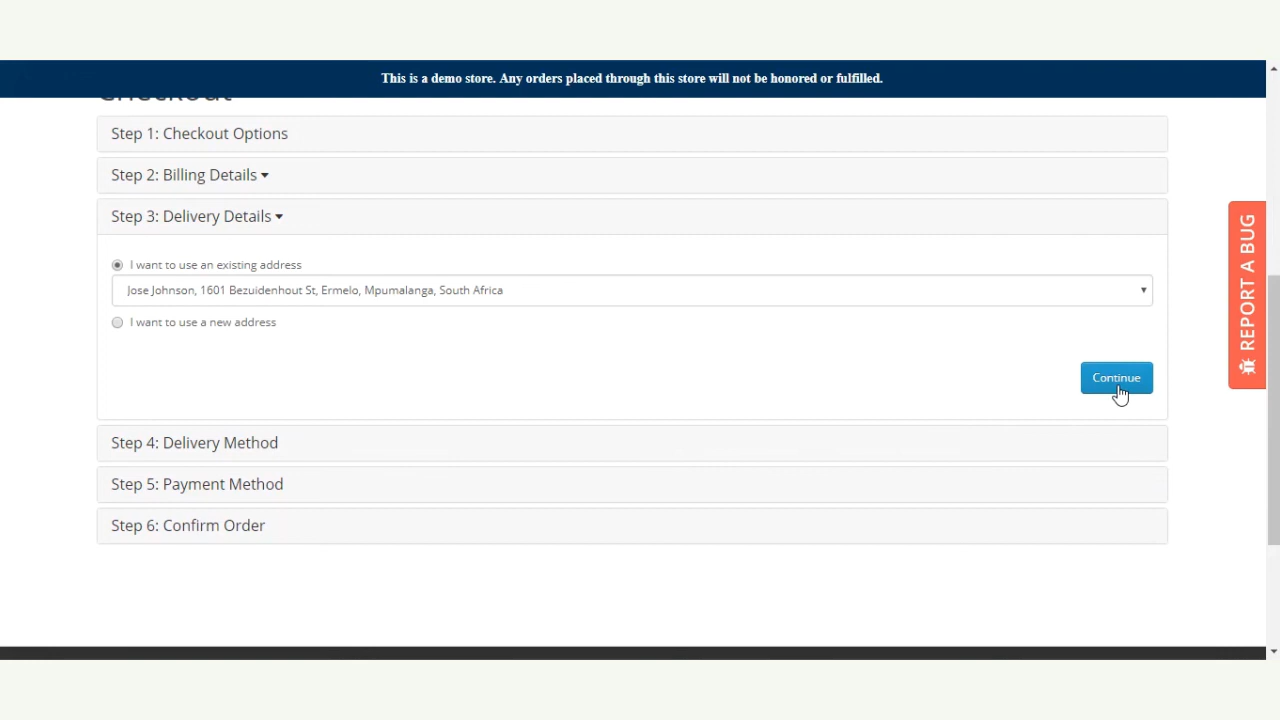 This is a demo store. Any orders placed through this store will not be honored or fulfilled.
Checkout
Step 1: Checkout Options
Step 2: Billing Details
Step 3: Delivery Details
I want to use an existing address
Jose Johnson, 1601 Bezuidenhout St, Ermelo, Mpumalanga, South Africa
I want to use a new address
Continue
Step 4: Delivery Method
Step 5: Payment Method
Step 6: Confirm Order
REPORT A BUG